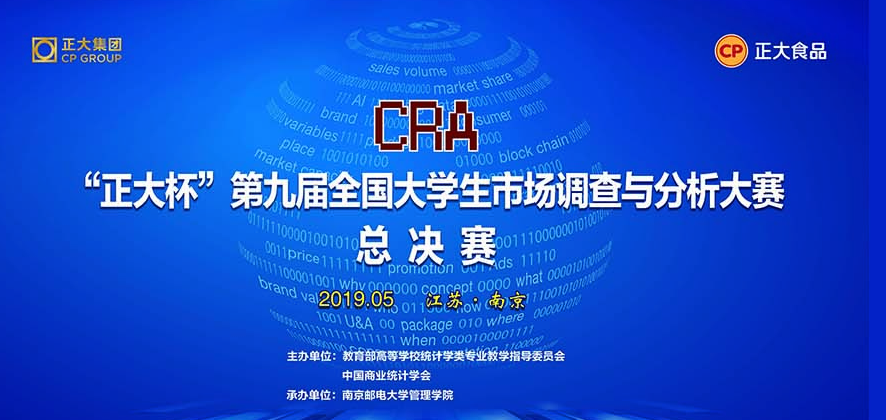 正大集团
CP GROUP
CP 正大食品
sales volume
market share
AI
brand
variables
sumer
place
block chain
market
CRA
“正大杯”第九届全国大学生市场调查与分析大赛
总决赛
price
promotion
Ads
why
concept
what
brand
2019.05 江苏·南京
how
U&A
package
where
when
主办单位：教育部高等学校统计学类专业教学指导委员会
中国商业统计学会
承办单位：南京邮电大学管理学院